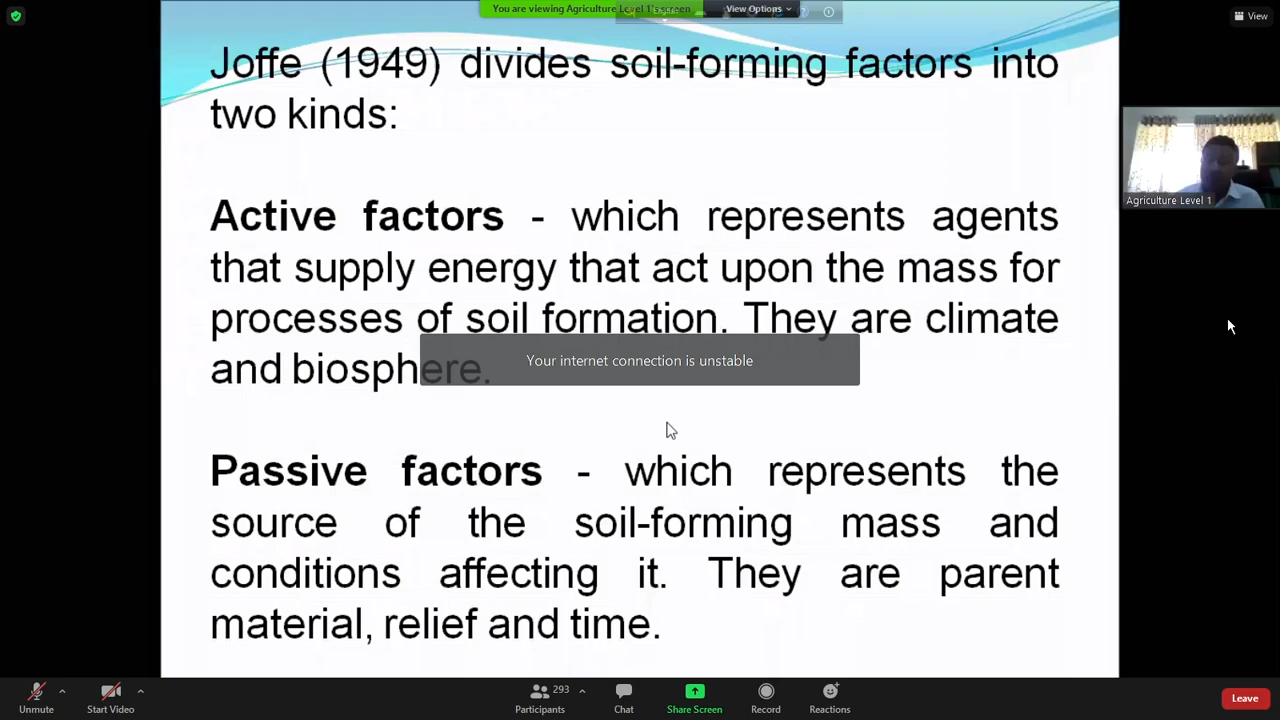 You are viewing Agriculture Level 1's screen
View Options
View
Joffe (1949) divides soil-forming factors into
two kinds:
Agriculture Level 1
Active factors - which represents agents
that supply energy that act upon the mass for
processes of soil formation. They are climate
and biosphere.
Your internet connection is unstable
Passive factors - which represents the
source of the soil-forming mass and
conditions affecting it. They are parent
material, relief and time.
Unmute
Start Video
293
Participants
Chat
Share Screen
Record
Reactions
Leave